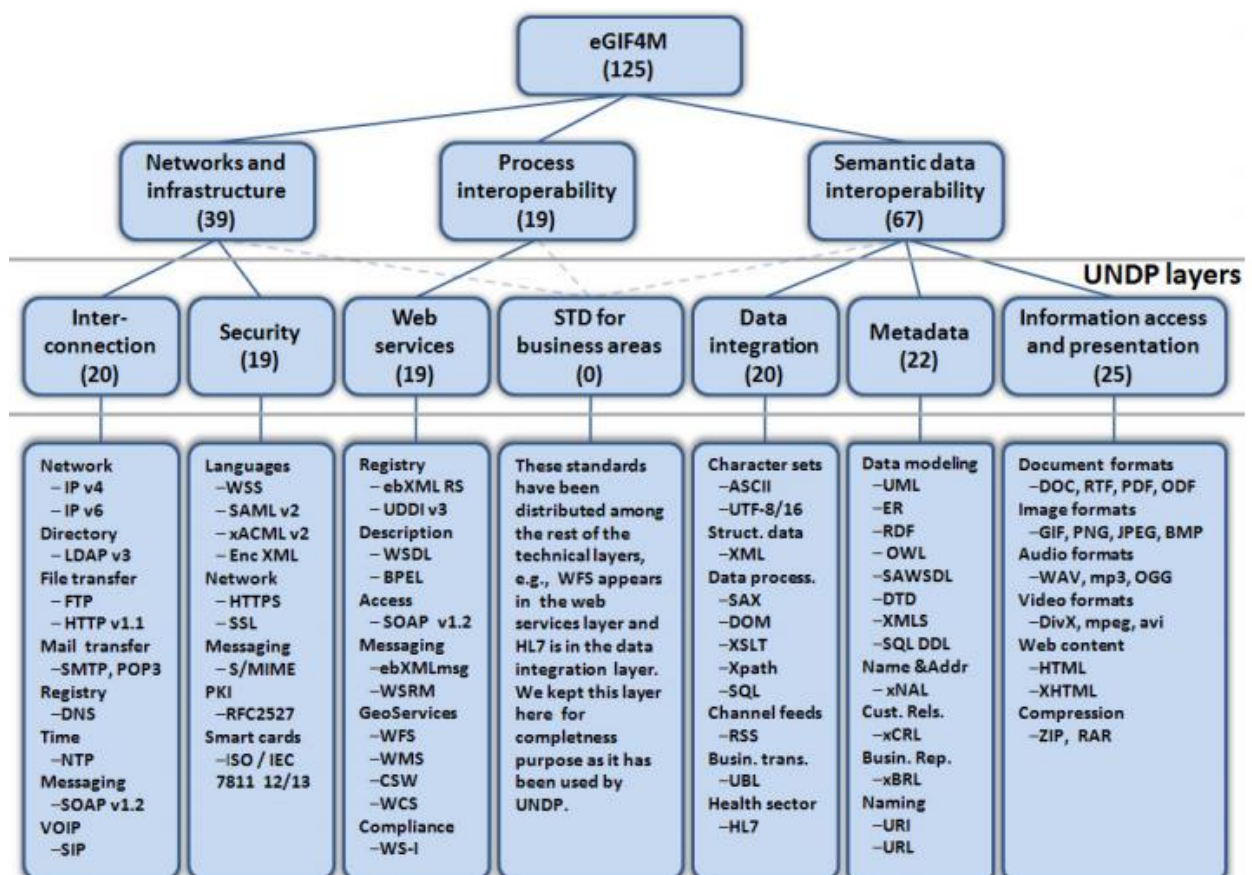 eGIF4M
(125)
Networks and
infrastructure
(39)
Process
interoperability
(19)
Semantic data
interoperability
(67)
UNDP layers
Inter-
connection
(20)
Security
(19)
Web
services
(19)
STD for
business areas
(0)
Data
integration
(20)
Metadata
(22)
Information access
and presentation
(25)
Network
– IP v4
– IP v6
Directory
– LDAP v3
File transfer
– FTP
– HTTP v1.1
Mail transfer
–SMTP, POP3
Registry
–DNS
Time
–NTP
Messaging
–SOAP v1.2
VOIP
–SIP
Languages
–WSS
– SAML v2
– xACML v2
– Enc XML
Network
– HTTPS
– SSL
Messaging
– S/MIME
PKI
–RFC2527
Smart cards
–ISO / IEC
7811 12/13
Registry
– ebXML RS
– UDDI v3
Description
– WSDL
– BPEL
Access
– SOAP v1.2
Messaging
–ebXMLmsg
–WSRM
GeoServices
– WFS
–WMS
–CSW
–WCS
Compliance
–WS-I
These standards
have been
distributed among
the rest of the
technical layers,
e.g., WFS appears
in the web
services layer and
HL7 is in the data
integration layer.
We kept this layer
here for
completness
purpose as it has
been used by
UNDP.
Character sets
–ASCII
–UTF-8/16
Struct. data
–XML
Data process.
–SAX
–DOM
–XSLT
–Xpath
–SQL
Channel feeds
–RSS
Busin. trans.
–UBL
Health sector
–HL7
Data modeling
–UML
–ER
–RDF
– OWL
–SAWSDL
–DTD
–XMLS
–SQL DDL
Name &Addr
– xNAL
Cust. Rels.
–xCRL
Busin. Rep.
–xBRL
Naming
–URI
–URL
Document formats
–DOC, RTF, PDF, ODF
Image formats
–GIF, PNG, JPEG, BMP
Audio formats
–WAV, mp3, OGG
Video formats
–DivX, mpeg, avi
Web content
–HTML
–XHTML
Compression
–ZIP, RAR